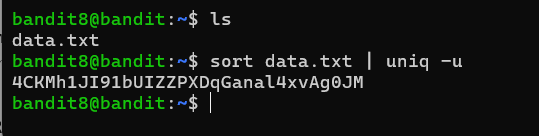 bandit8@bandit:~$ ls
data.txt
bandit8@bandit:~$ sort data.txt | uniq -u
4CKMh1JI91bUIZZPXDqGanal4xvAg0JM
bandit8@bandit:~$